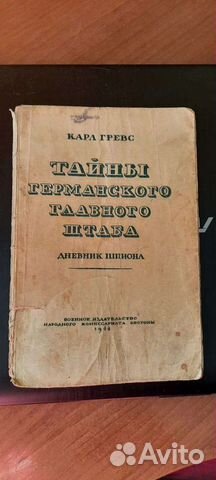 КАРЛ ГРЕВС
ТАЙНЫ
ГЕРМАНСКОГО
ГЛАВНОГО
ШТАБА
ДНЕВНИК ШПИОНА
ВОЕННОЕ ИЗДАТЕЛЬСТВО
НАРОДНОГО КОМИССАРИАТА ОБОРОНЫ
Avito